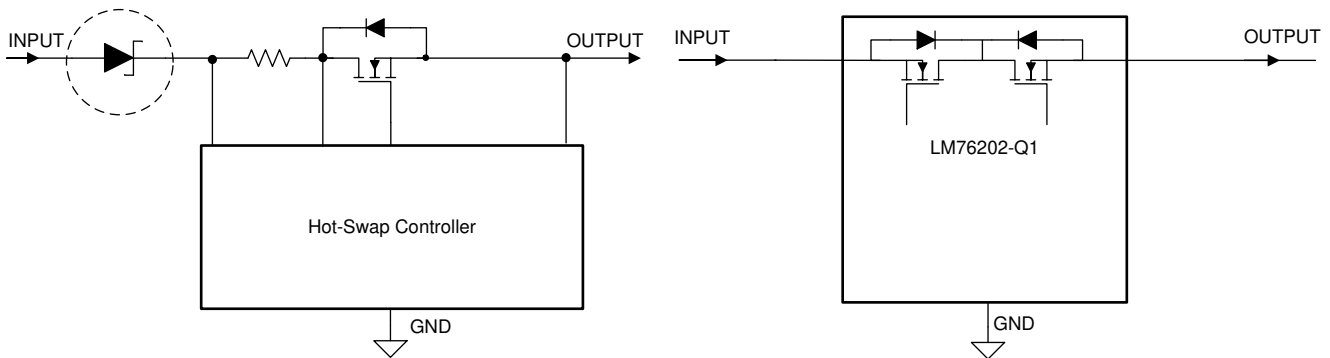 INPUT
OUTPUT
Hot-Swap Controller
GND
INPUT
OUTPUT
LM76202-Q1
GND